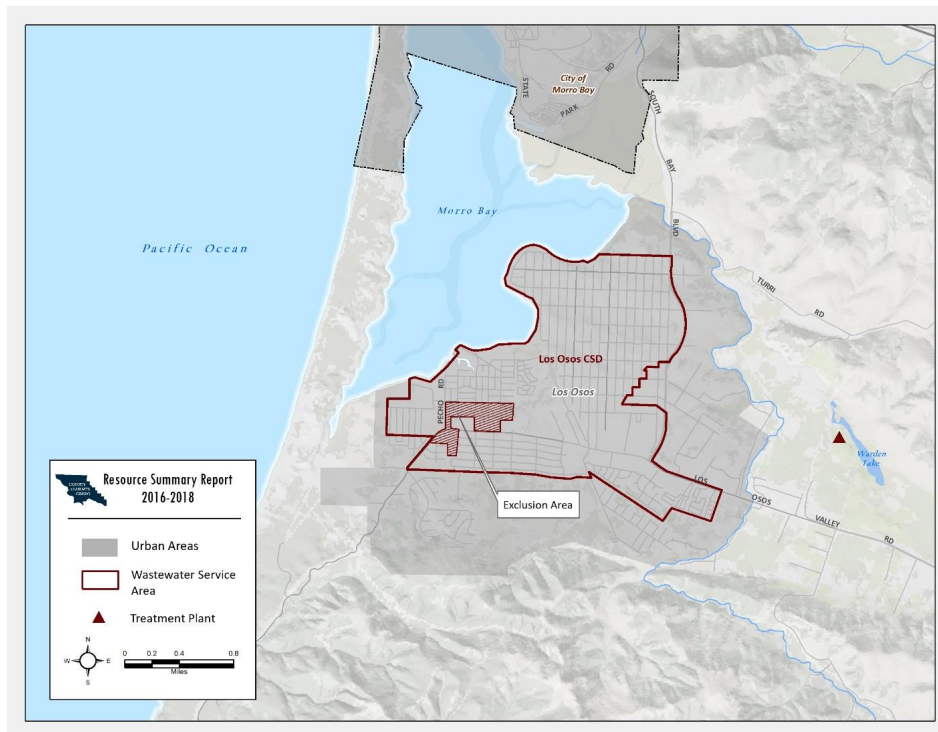 City of
Morro Bay
STATE
PARK
RD
SOUTH
BAY
BLVD
Morro Bay
Pacific Ocean
TURRI
RD
Los Osos CSD
Los Osos
PECHO
RD
Warden
Lake
Exclusion Area
LOS
OSOS
VALLEY
RD
COUNTY
Resource Summary Report
2016-2018
Urban Areas
Wastewater Service
Area
Treatment Plant
N
W
E
S
0
0.2
0.4
0.8
Miles